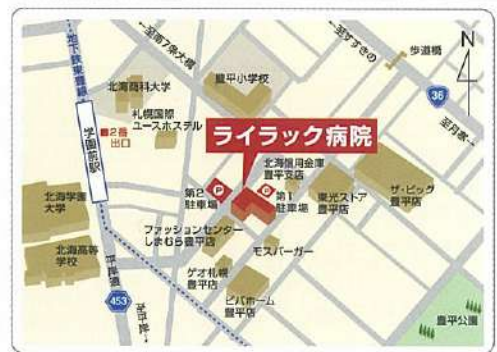 ←至南7条大橋
←至すすきの
歩道橋
N
地下鉄東豊線
北海商科大学
豊平小学校
36
至月寒→
札幌国際
ユースホステル
2番
出口
学園前駅
ライラック病院
北海信用金庫
豊平支店
ザ・ビッグ
豊平店
東光ストア
豊平店
第2
駐車場
P
P
第1
駐車場
北海学園
大学
ファッションセンター
しまむら豊平店
モスバーガー
北海高等
学校
ゲオ札幌
豊平店
ビバホーム
豊平店
平岸通
453
至平岸→
豊平公園